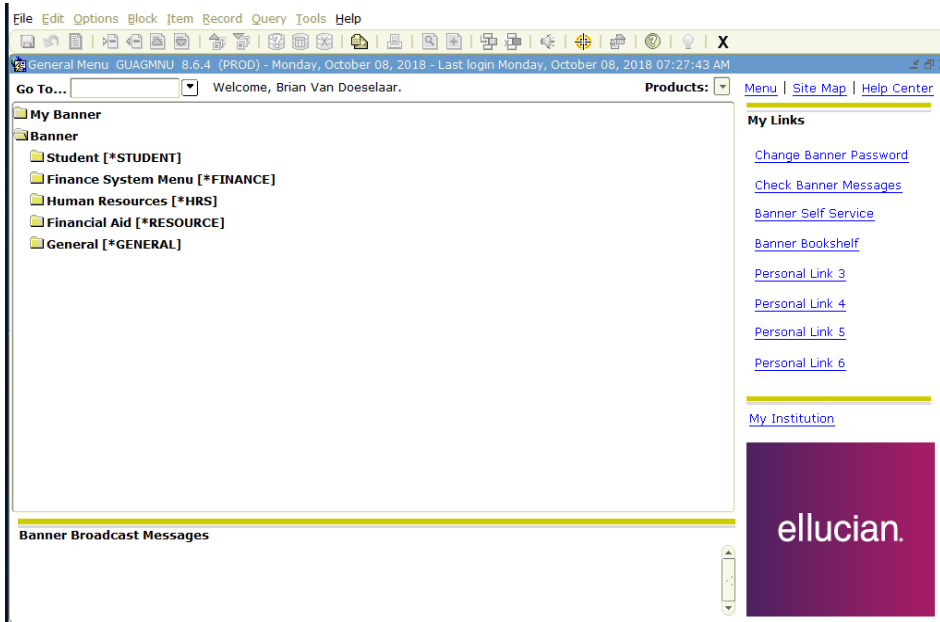 File Edit Options Block Item Record Query Tools Help
X
General Menu GUAGMNU 8.6.4 (PROD) - Monday, October 08, 2018 - Last login Monday, October 08, 2018 07:27:43 AM
Go To... Welcome, Brian Van Doeselaar. Products: Menu | Site Map | Help Center
My Banner
Banner
Student [*STUDENT]
Finance System Menu [*FINANCE]
Human Resources [*HRS]
Financial Aid [*RESOURCE]
General [*GENERAL]
My Links
Change Banner Password
Check Banner Messages
Banner Self Service
Banner Bookshelf
Personal Link 3
Personal Link 4
Personal Link 5
Personal Link 6
My Institution
ellucian.
Banner Broadcast Messages